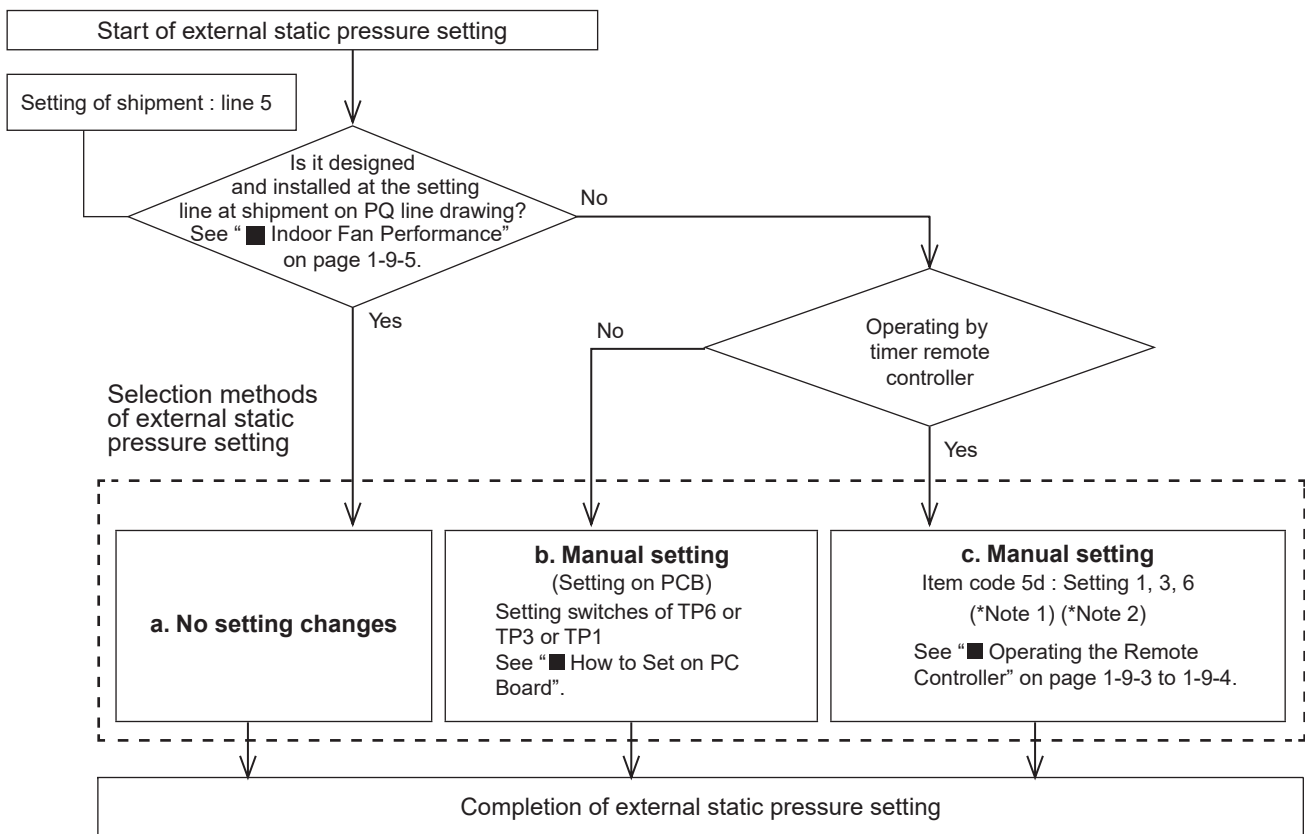 Start of external static pressure setting
Setting of shipment : line 5
Is it designed
and installed at the setting
line at shipment on PQ line drawing?
See “ ■ Indoor Fan Performance”
on page 1-9-5.
No
Yes
Operating by
timer remote
controller
No
Yes
Selection methods
of external static
pressure setting
a. No setting changes
b. Manual setting
(Setting on PCB)
Setting switches of TP6 or
TP3 or TP1
See “■ How to Set on PC
Board”.
c. Manual setting
Item code 5d : Setting 1, 3, 6
(*Note 1) (*Note 2)
See “■ Operating the Remote
Controller” on page 1-9-3 to 1-9-4.
Completion of external static pressure setting